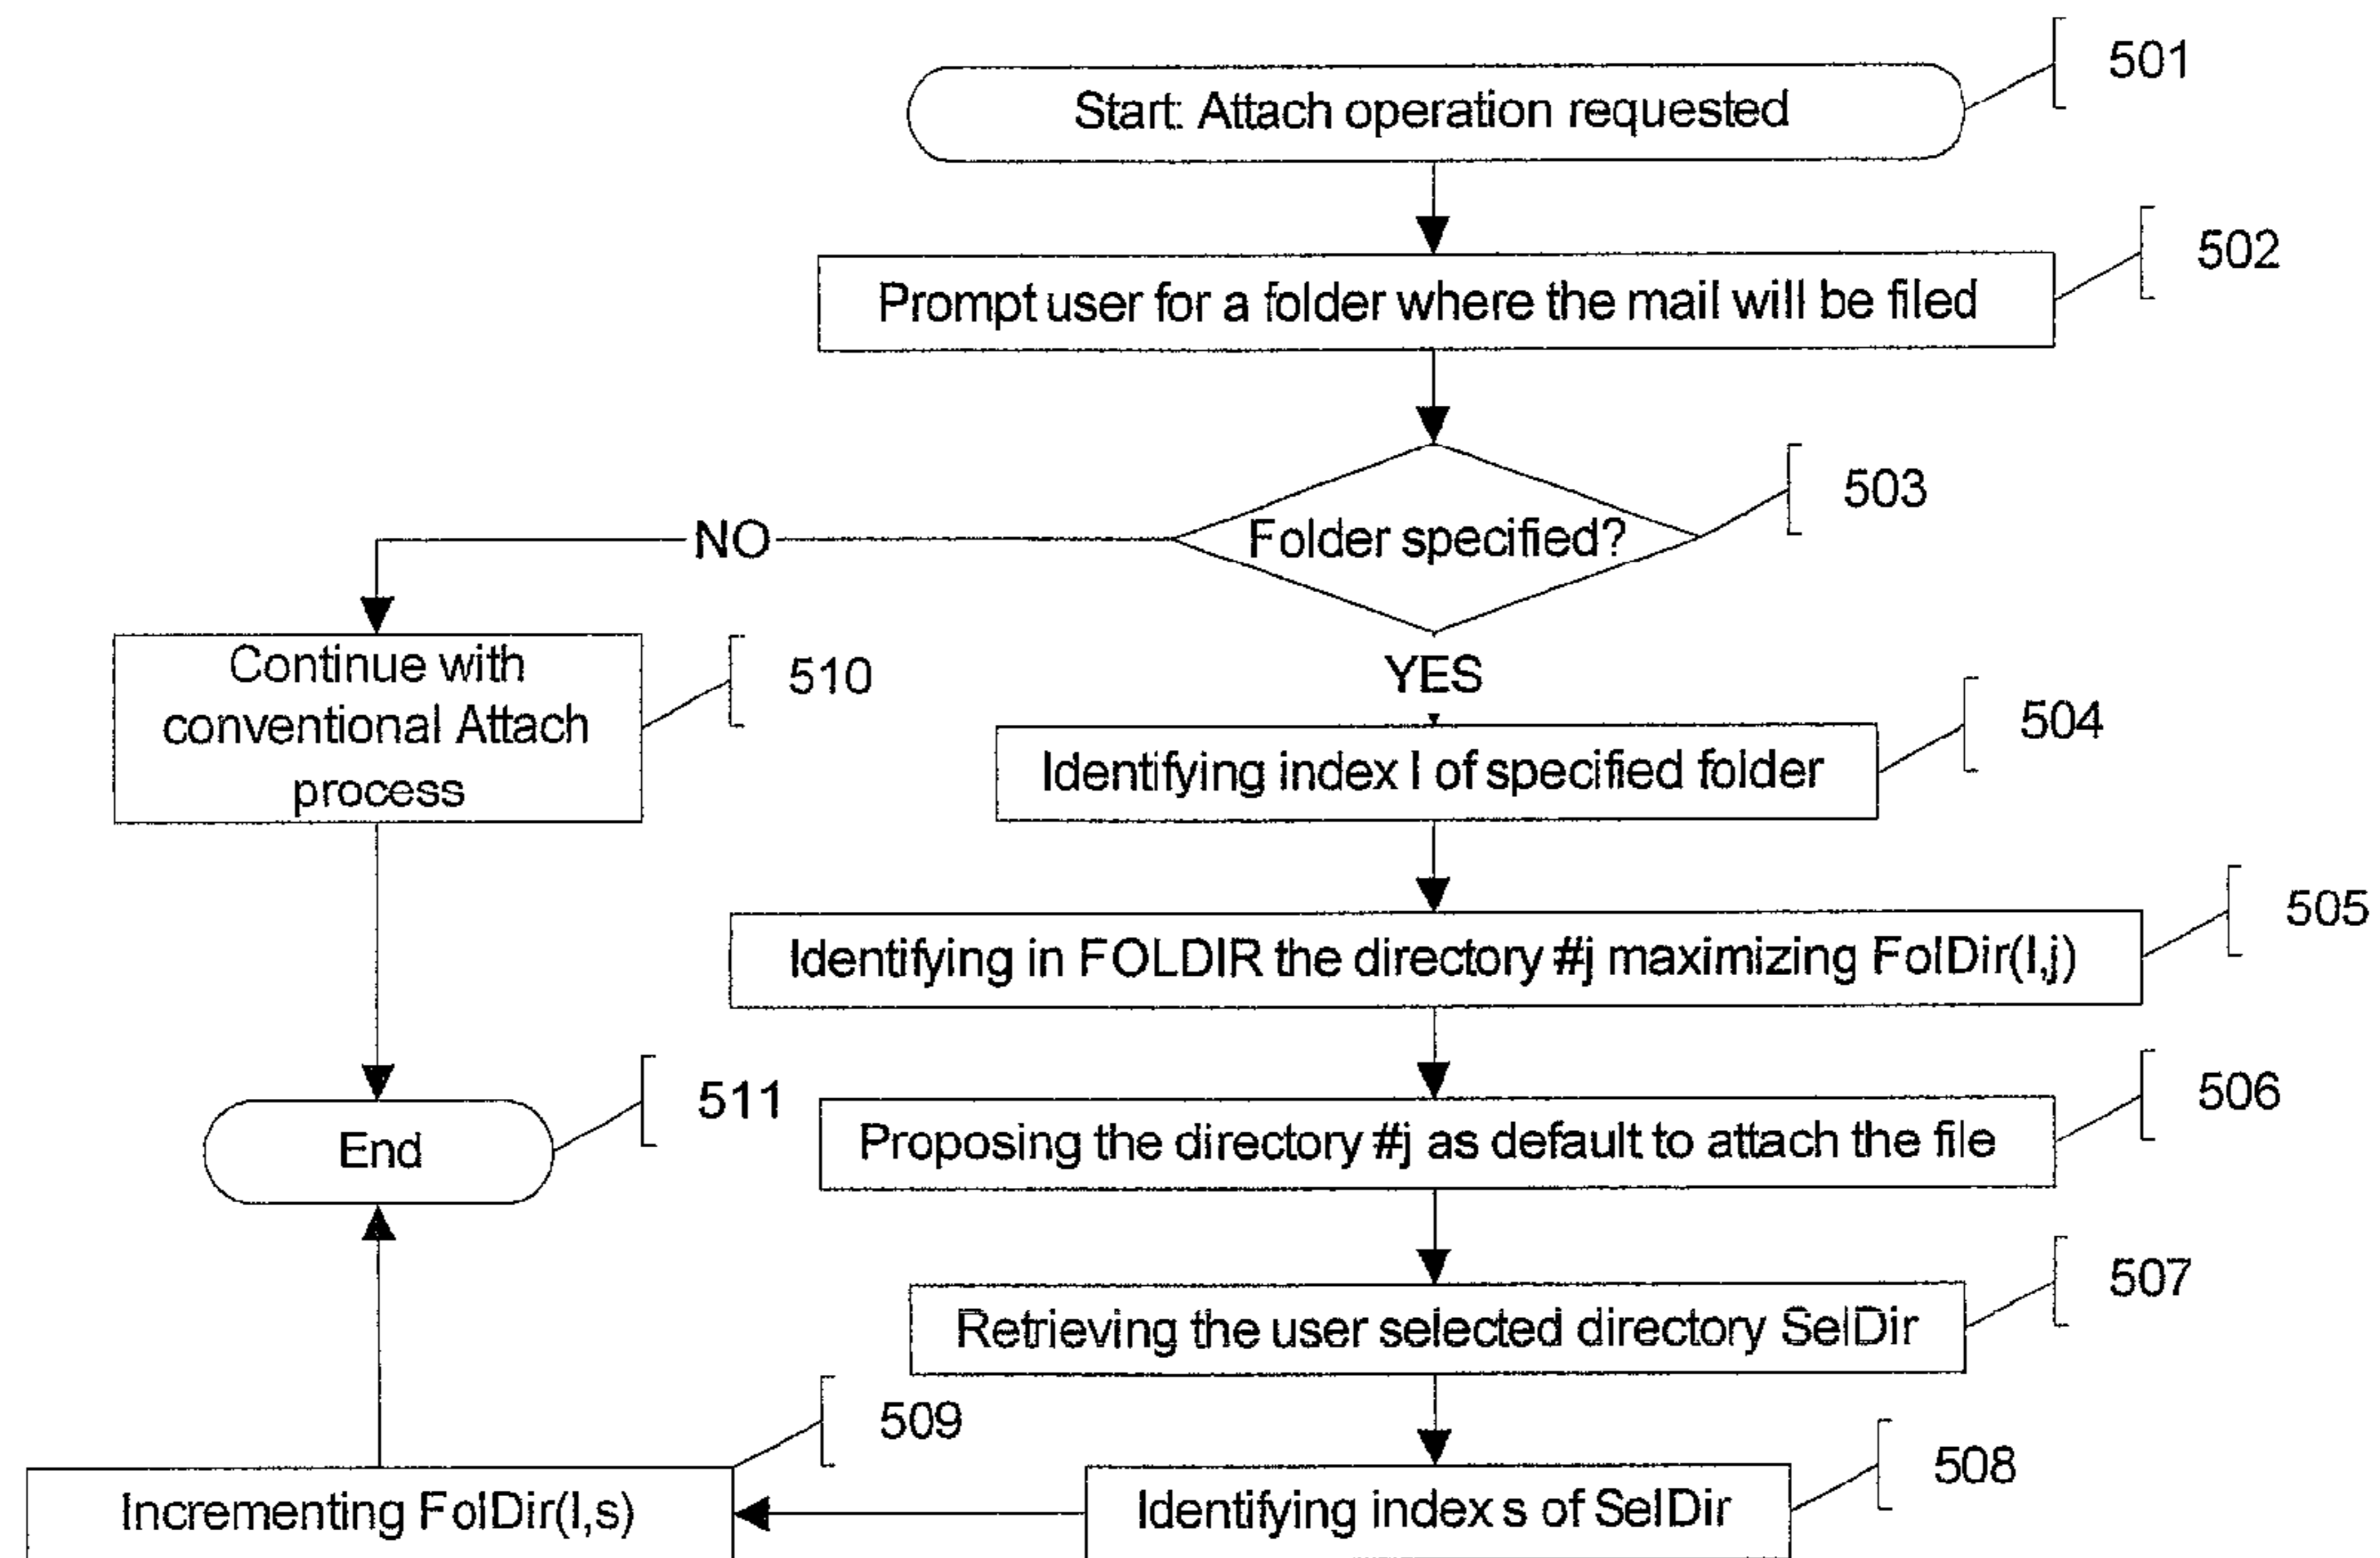 Start: Attach operation requested
501
Prompt user for a folder where the mail will be filed
502
Folder specified?
503
NO
YES
Continue with
conventional Attach
process
510
Identifying index I of specified folder
504
Identifying in FOLDIR the directory #j maximizing FolDir(I,j)
505
Proposing the directory #j as default to attach the file
506
End
511
Retrieving the user selected directory SelDir
507
Identifying index s of SelDir
508
Incrementing FolDir(I,s)
509